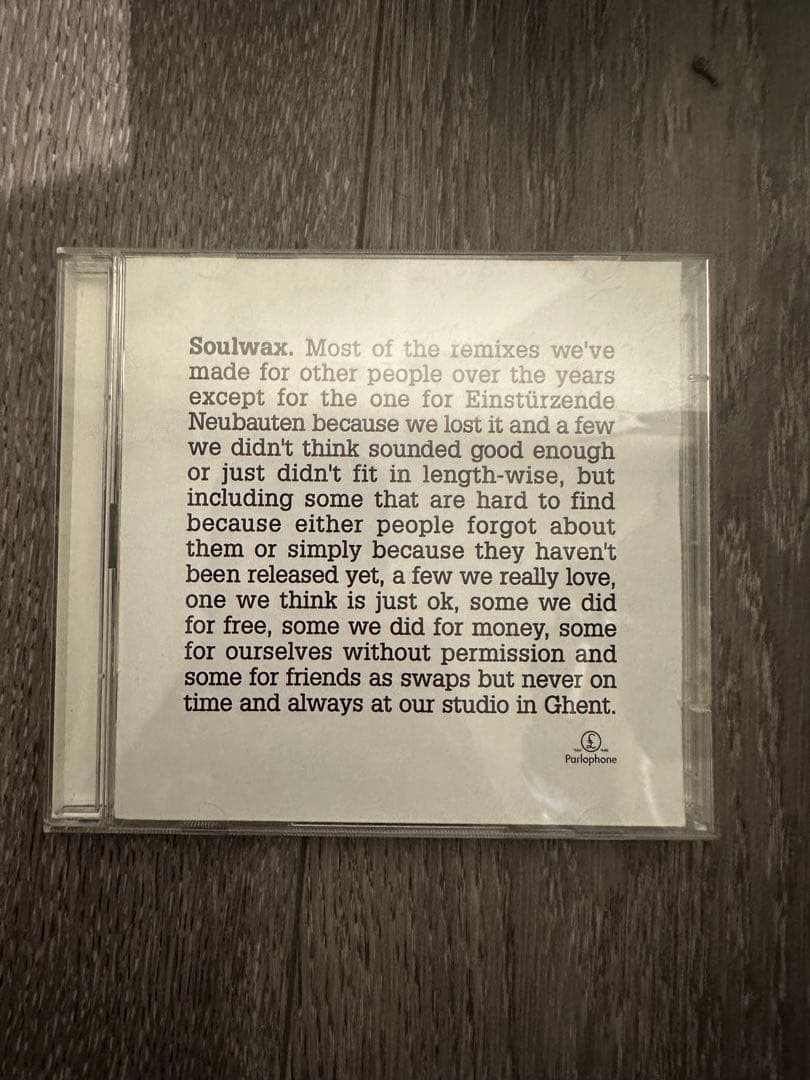 Soulwax. Most of the remixes we've
made for other people over the years
except for the one for Einstürzende
Neubauten because we lost it and a few
we didn't think sounded good enough
or just didn't fit in length-wise, but
including some that are hard to find
because either people forgot about
them or simply because they haven't
been released yet, a few we really love,
one we think is just ok, some we did
for free, some we did for money, some
for ourselves without permission and
some for friends as swaps but never on
time and always at our studio in Ghent.
£
Parlophone